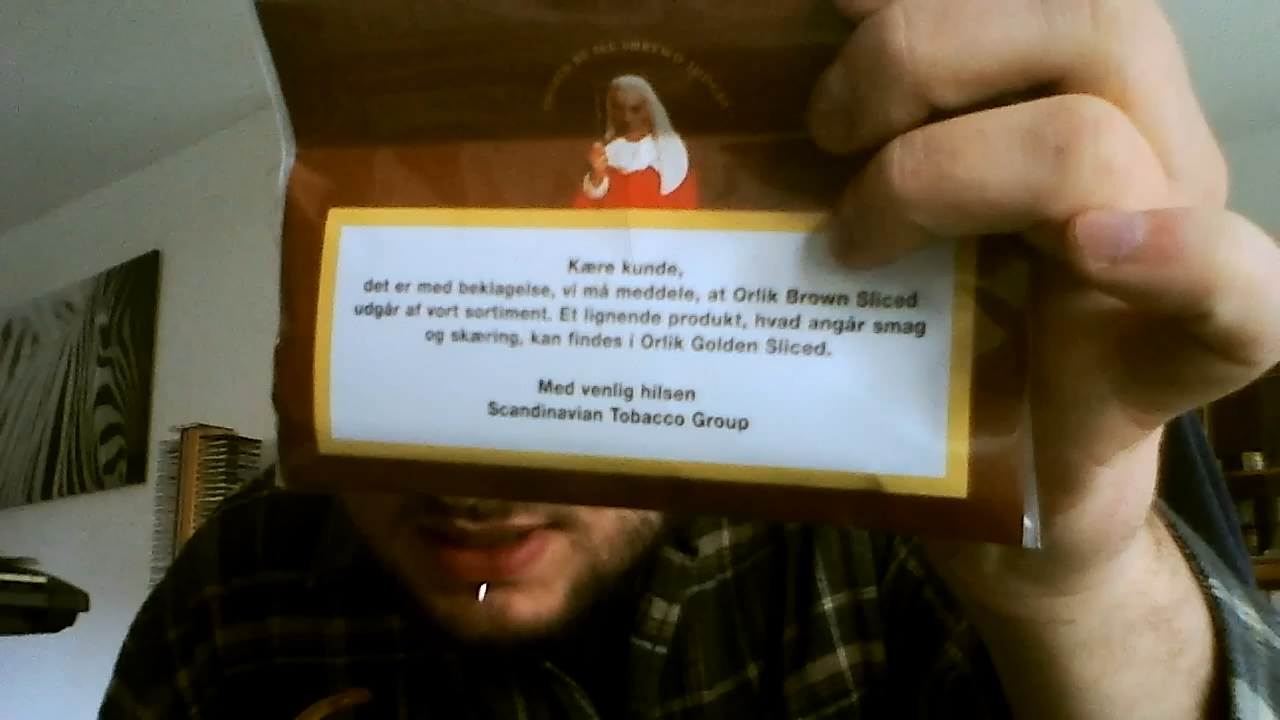 Kære kunde,
det er med beklagelse, vi må meddele, at Orlik Brown Sliced
udgår af vort sortiment. Et lignende produkt, hvad angår smag
og skæring, kan findes i Orlik Golden Sliced.
Med venlig hilsen
Scandinavian Tobacco Group